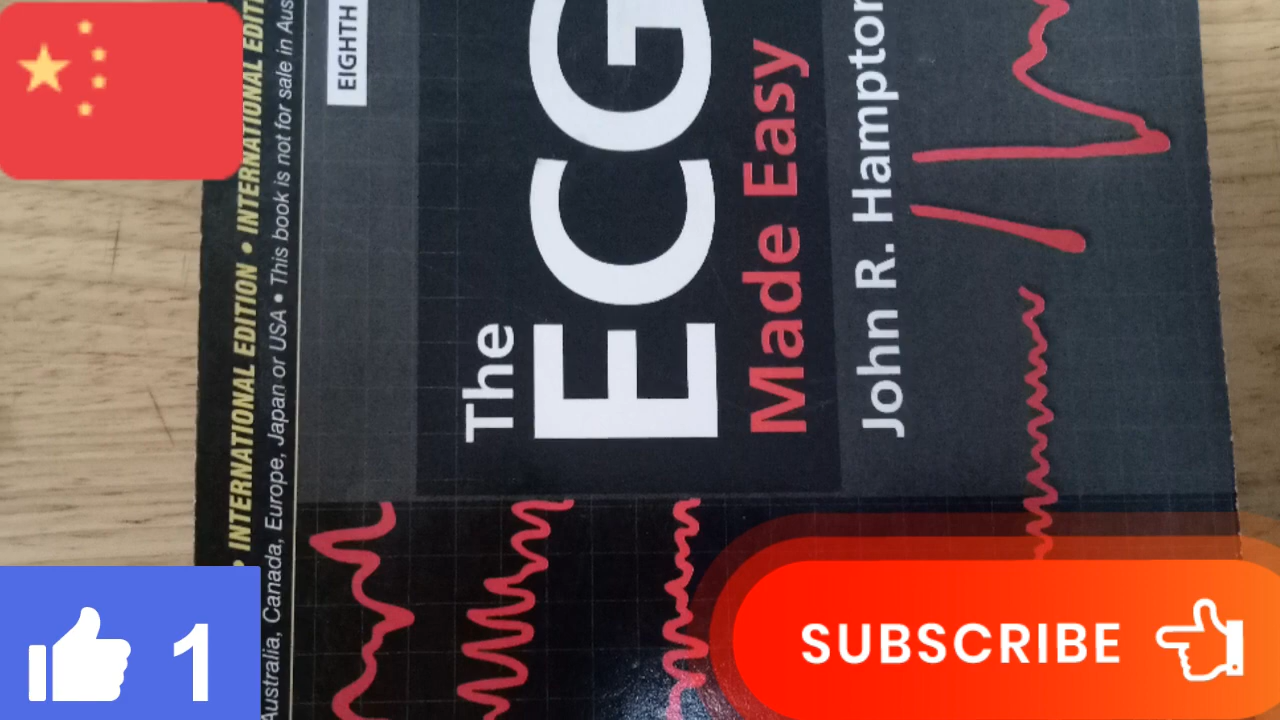 • INTERNATIONAL EDITION • INTERNATIONAL EDITI
Australia, Canada, Europe, Japan or USA • This book is not for sale in Aus
EIGHTH
The
ECG
Made Easy
John R. Hampton
1
SUBSCRIBE